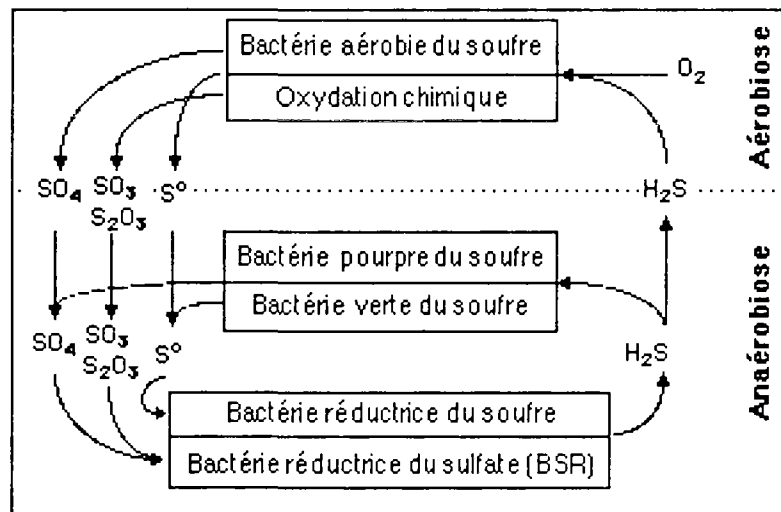 Bactérie aérobie du soufre
O₂
Oxydation chimique
Aérobiose
SO₄ SO₃ S° H₂S
S₂O₃
Bactérie pourpre du soufre
Bactérie verte du soufre
Anaérobiose
SO₄ SO₃ S° H₂S
S₂O₃
Bactérie réductrice du soufre
Bactérie réductrice du sulfate (BSR)